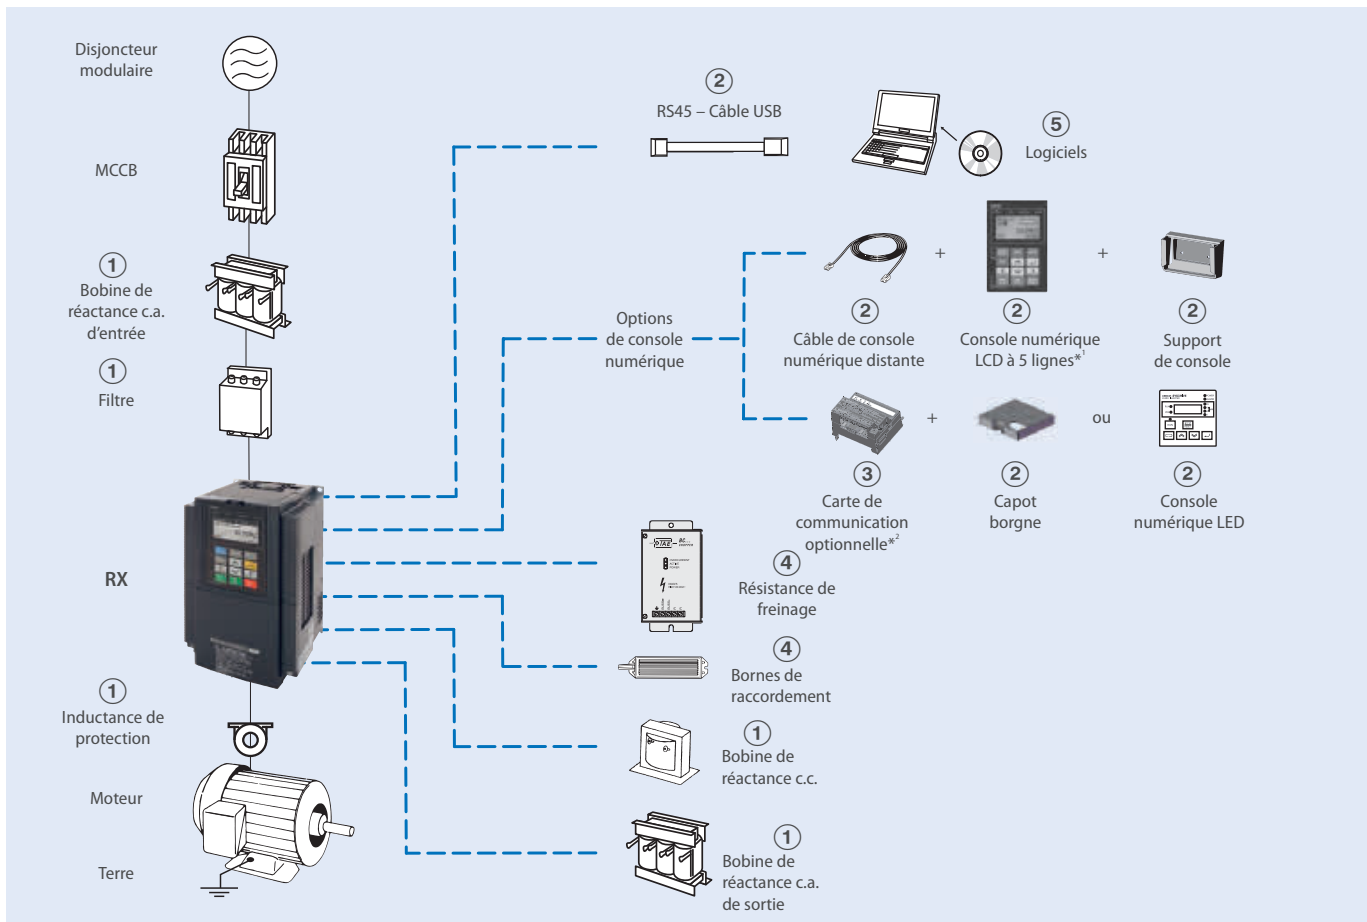 Disjoncteur
modulaire
MCCB
1
Bobine de
réactance c.a.
d'entrée
1
Filtre
RX
1
Inductance de
protection
Moteur
Terre
2
RS45 – Câble USB
5
Logiciels
Options
de console
numérique
+
+
2
Câble de console
numérique distante
2
Console numérique
LCD à 5 lignes*1
2
Support
de console
+
ou
3
Carte de
communication
optionnelle*2
2
Capot
borgne
2
Console
numérique LED
4
Résistance de
freinage
4
Bornes de
raccordement
1
Bobine de
réactance c.c.
1
Bobine de
réactance c.a.
de sortie